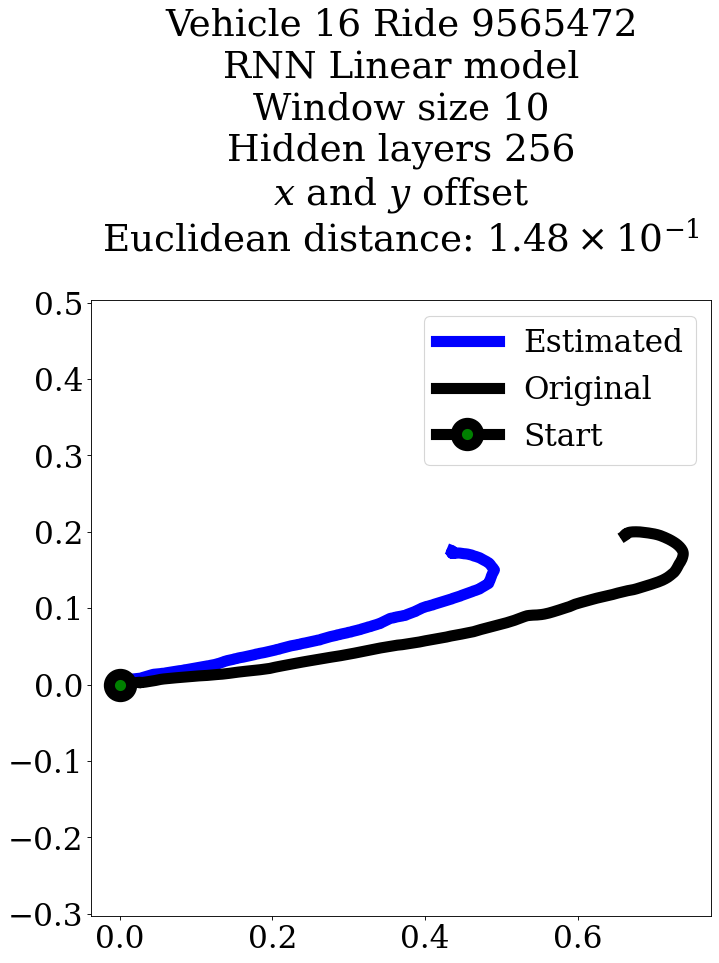 Vehicle 16 Ride 9565472
RNN Linear model
Window size 10
Hidden layers 256
x and y offset
Euclidean distance: 1.48 × 10⁻¹
Estimated
Original
Start
0.5
0.4
0.3
0.2
0.1
0.0
−0.1
−0.2
−0.3
0.0 0.2 0.4 0.6